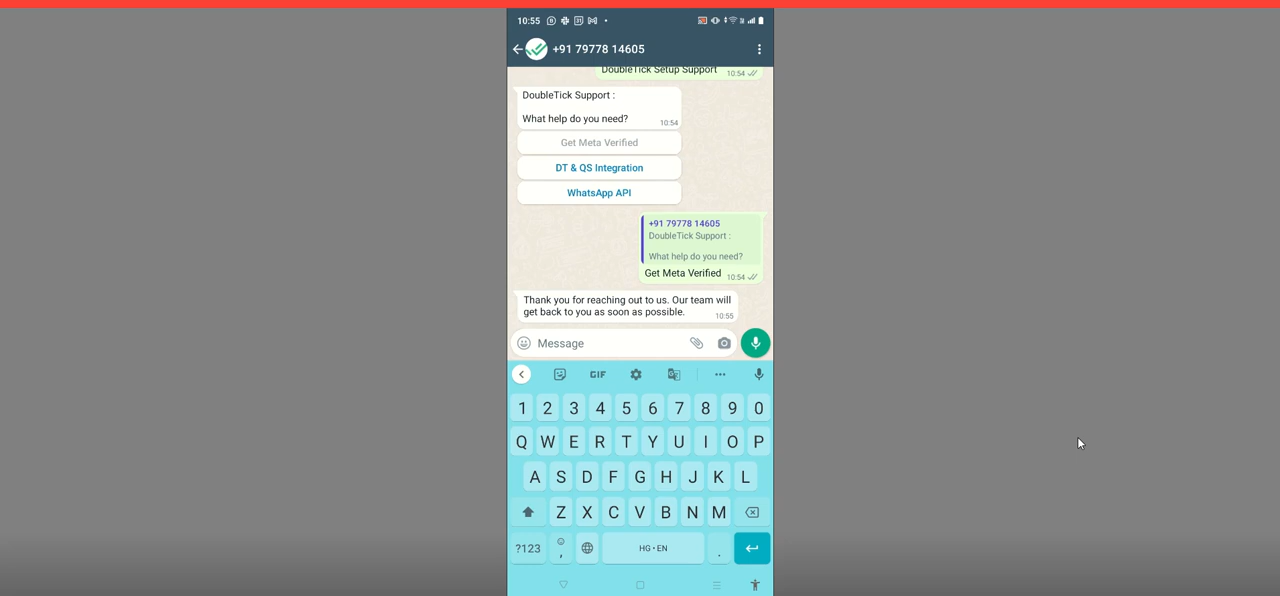 10:55
+91 79778 14605
DoubleTick Setup Support 10:54
DoubleTick Support :
What help do you need?
10:54
Get Meta Verified
DT & QS Integration
WhatsApp API
+91 79778 14605
DoubleTick Support :
What help do you need?
Get Meta Verified 10:54
Thank you for reaching out to us. Our team will
get back to you as soon as possible. 10:55
Message
GIF
1 2 3 4 5 6 7 8 9 0
Q W E R T Y U I O P
A S D F G H J K L
Z X C V B N M
?123 , HG • EN .